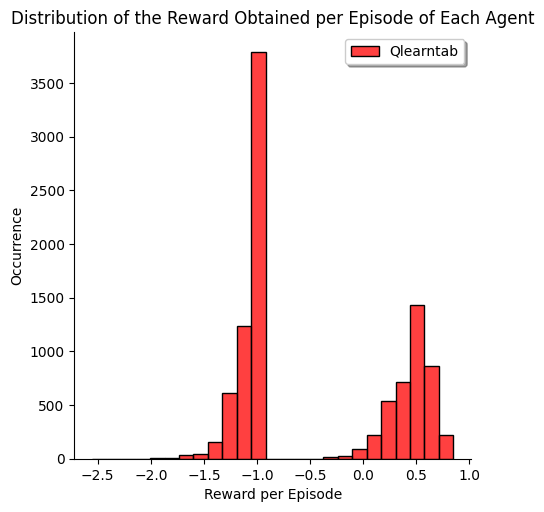 Distribution of the Reward Obtained per Episode of Each Agent
Qlearntab
3500
3000
2500
2000
1500
1000
500
0
Occurrence
−2.5 −2.0 −1.5 −1.0 −0.5 0.0 0.5 1.0
Reward per Episode